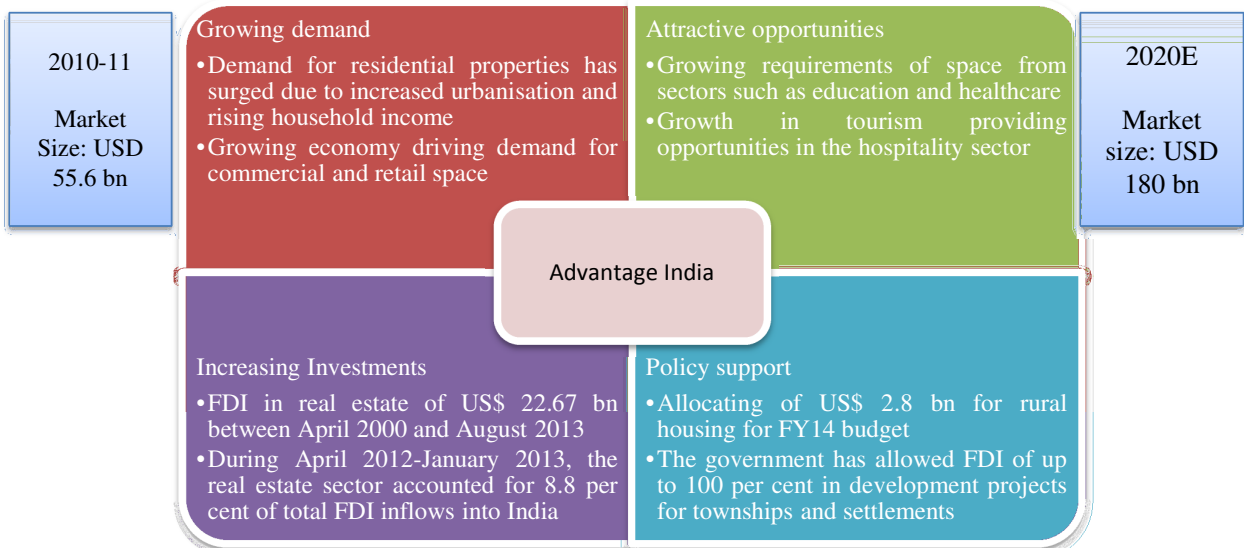 2010-11
Market
Size: USD
55.6 bn
Growing demand
•Demand for residential properties has
surged due to increased urbanisation and
rising household income
•Growing economy driving demand for
commercial and retail space
Attractive opportunities
•Growing requirements of space from
sectors such as education and healthcare
•Growth in tourism providing
opportunities in the hospitality sector
2020E
Market
size: USD
180 bn
Advantage India
Increasing Investments
•FDI in real estate of US$ 22.67 bn
between April 2000 and August 2013
•During April 2012-January 2013, the
real estate sector accounted for 8.8 per
cent of total FDI inflows into India
Policy support
•Allocating of US$ 2.8 bn for rural
housing for FY14 budget
•The government has allowed FDI of up
to 100 per cent in development projects
for townships and settlements